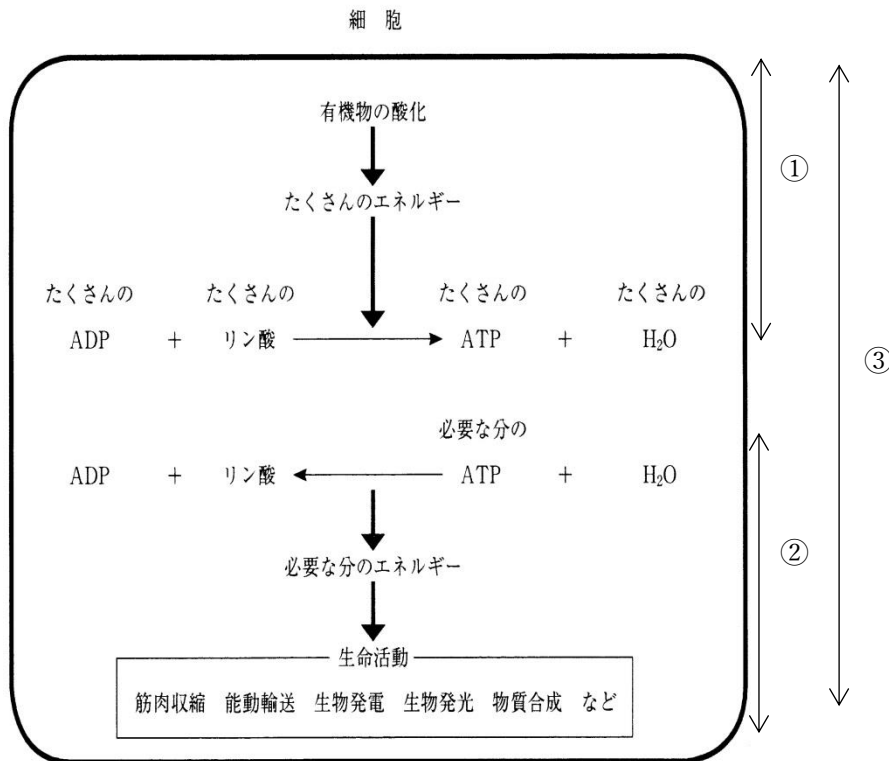 細 胞
有機物の酸化
①
たくさんのエネルギー
たくさんの たくさんの たくさんの たくさんの
ADP + リン酸 ATP + H₂O
③
必要な分の
ADP + リン酸 ATP + H₂O
②
必要な分のエネルギー
生命活動
筋肉収縮 能動輸送 生物発電 生物発光 物質合成 など